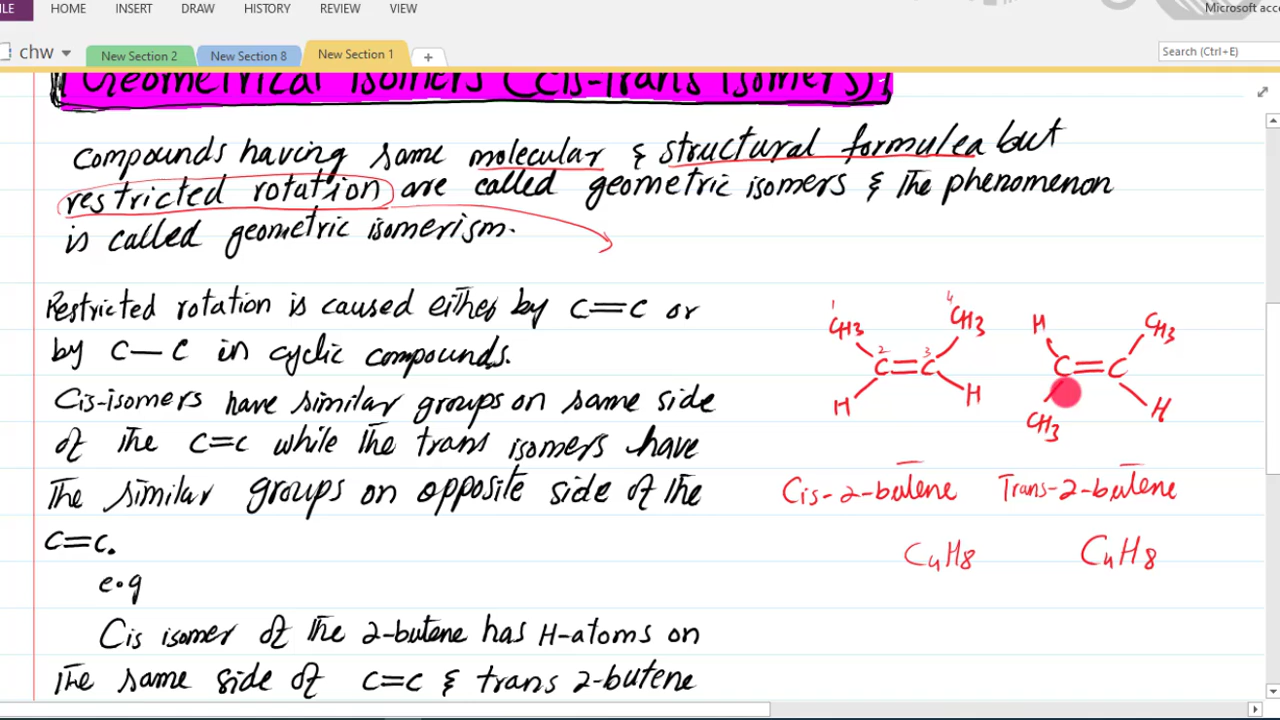 HOME INSERT DRAW HISTORY REVIEW VIEW
Microsoft acc
chw New Section 2 New Section 8 New Section 1 +
Search (Ctrl+E)
Geometrical isomers (cis-Trans isomers):
Compounds having same molecular & structural formulea but
restricted rotation are called geometric isomers & The phenomenon
is called geometric isomerism.
Restricted rotation is caused either by C=C or
by C-C in cyclic compounds.
Cis-isomers have similar groups on same side
of the C=C while the trans isomers have
The similar groups on opposite side of the
C=C.
e.g
Cis isomer of the 2-butene has H-atoms on
The same side of C=C & trans 2-butene
1 4
CH3 CH3
2 3
C=C
H H
Cis-2-butene
C4H8
H CH3
C=C
CH3 H
Trans-2-butene
C4H8